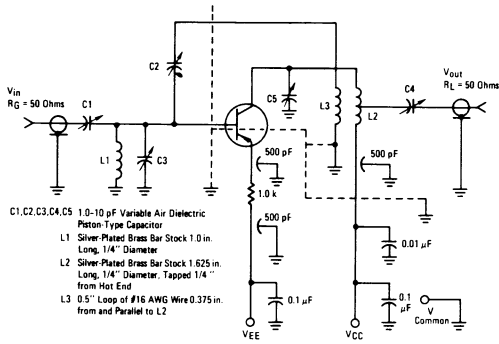 C2
Vin
RG = 50 Ohms
C1
C5
L3
L2
C4
Vout
RL = 50 Ohms
L1
C3
500 pF
500 pF
1.0 k
500 pF
C1,C2,C3,C4,C5 1.0-10 pF Variable Air Dielectric
Piston-Type Capacitor
L1 Silver-Plated Brass Bar Stock 1.0 in.
Long, 1/4" Diameter
L2 Silver-Plated Brass Bar Stock 1.625 in.
Long, 1/4" Diameter, Tapped 1/4"
from Hot End
L3 0.5" Loop of #16 AWG Wire 0.375 in.
from and Parallel to L2
0.01 μF
0.1 μF
0.1
μF
V
Common
VEE
VCC